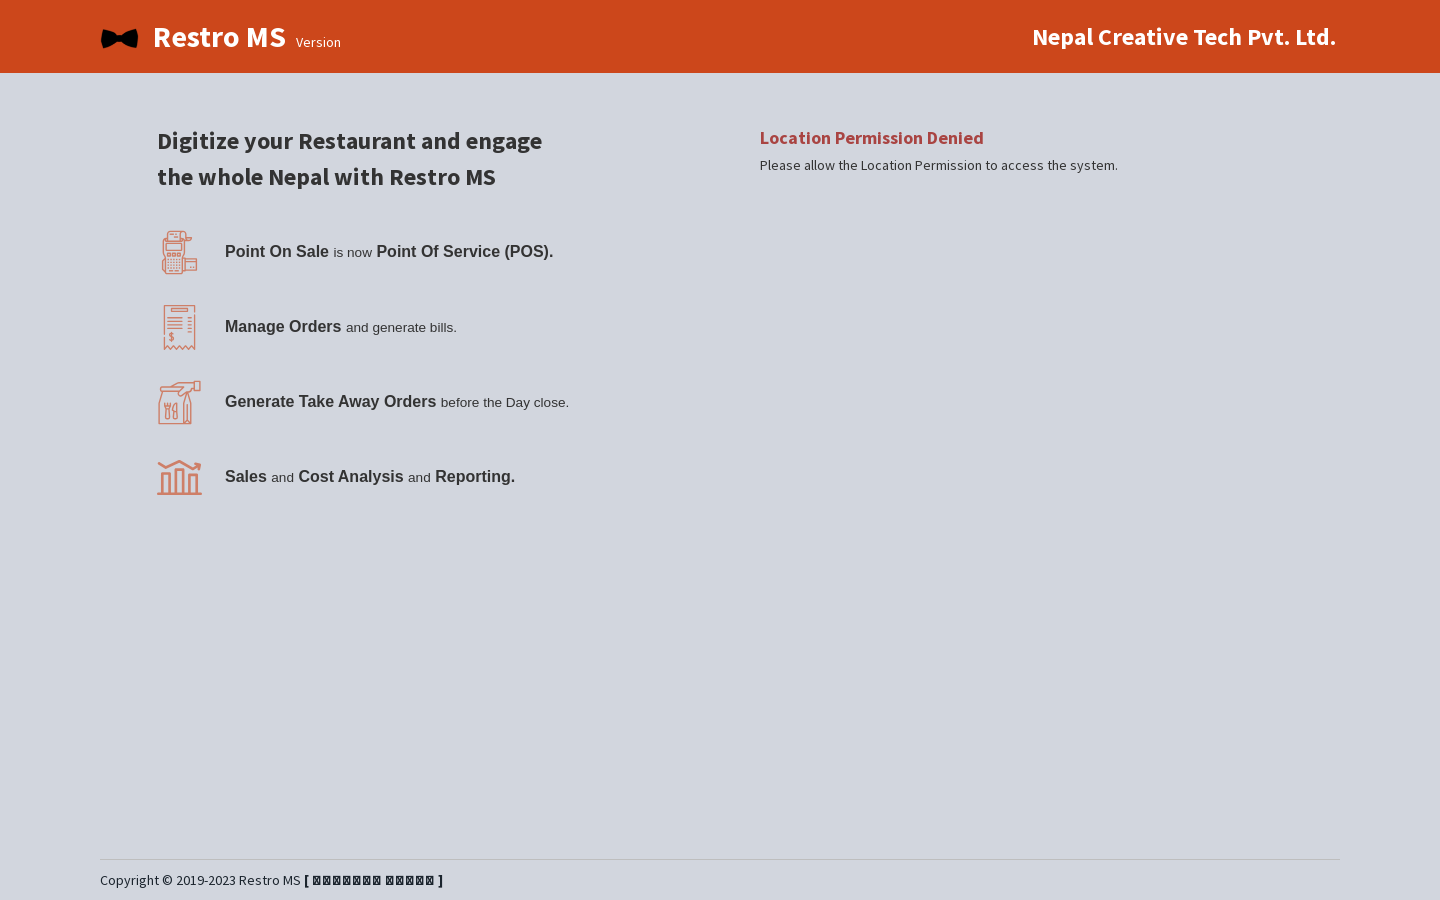 Restro MS Version
Nepal Creative Tech Pvt. Ltd.
Digitize your Restaurant and engage
the whole Nepal with Restro MS
Point On Sale is now Point Of Service (POS).
Manage Orders and generate bills.
Generate Take Away Orders before the Day close.
Sales and Cost Analysis and Reporting.
Location Permission Denied
Please allow the Location Permission to access the system.
Copyright © 2019-2023 Restro MS [ ]